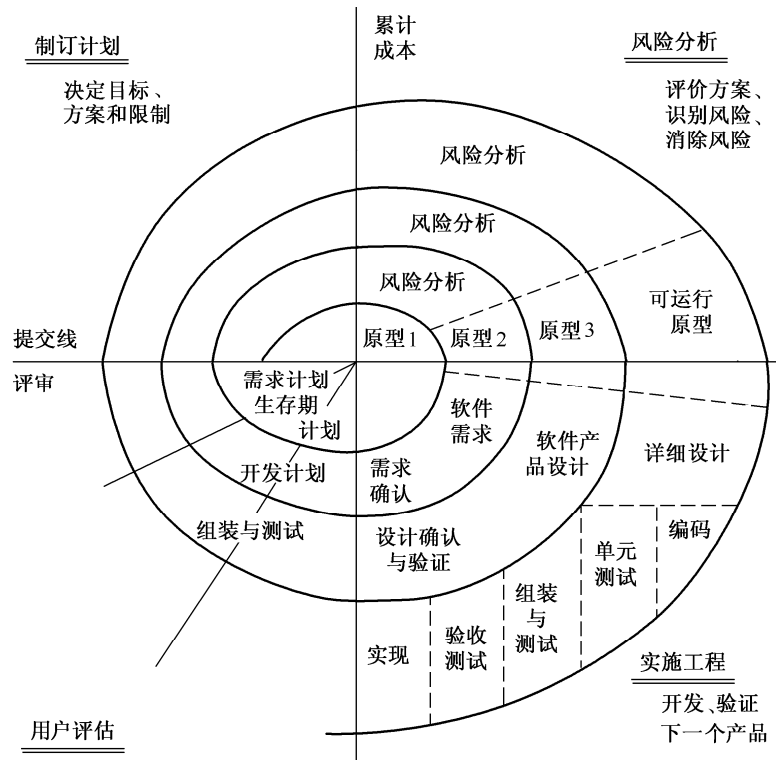 累计
成本
制订计划
决定目标、
方案和限制
风险分析
评价方案、
识别风险、
消除风险
风险分析
风险分析
风险分析
可运行
原型
原型1
原型2
原型3
提交线
评审
需求计划
生存期
计划
开发计划
组装与测试
软件
需求
需求
确认
软件产
品设计
详细设计
设计确认
与验证
实现
验收
测试
组装
与
测试
单元
测试
编码
实施工程
开发、验证
下一个产品
用户评估